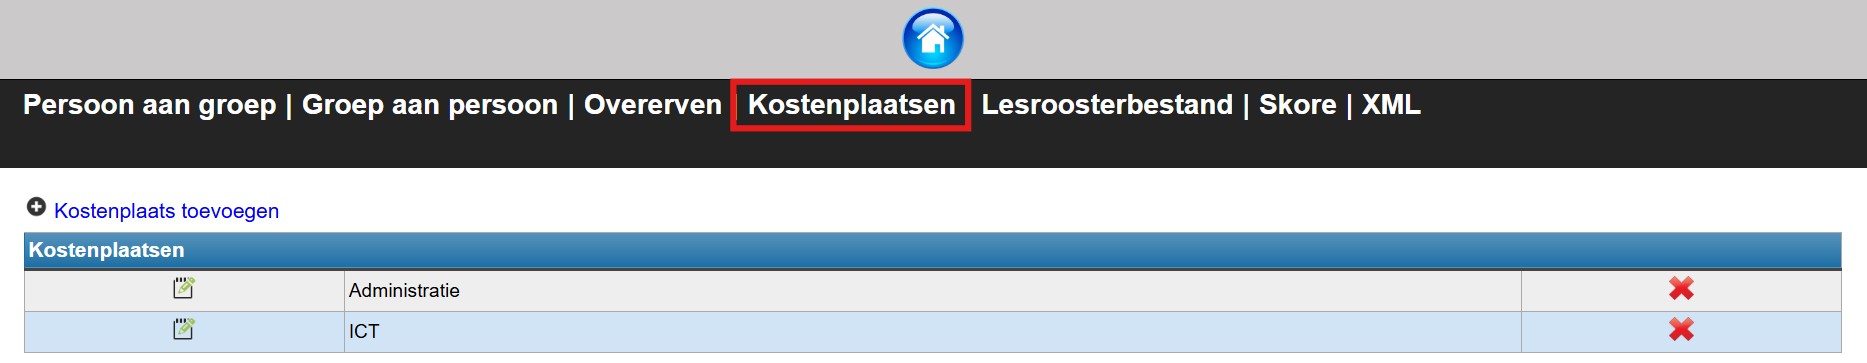 Persoon aan groep | Groep aan persoon | Overerven | Kostenplaatsen Lesroosterbestand | Skore | XML
Kostenplaats toevoegen
Kostenplaatsen
Administratie
ICT